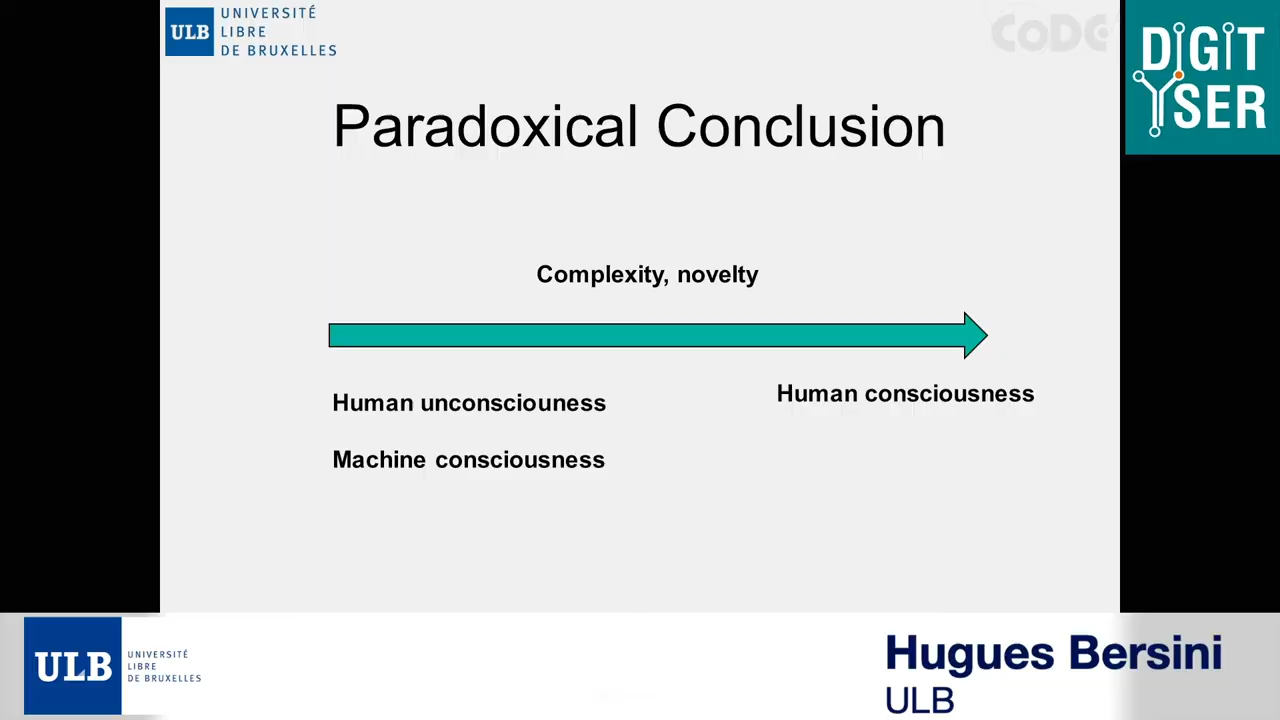 ULB
UNIVERSITÉ
LIBRE
DE BRUXELLES
CODE
DIGIT
YSER
Paradoxical Conclusion
Complexity, novelty
Human unconsciouness
Human consciousness
Machine consciousness
ULB
UNIVERSITÉ
LIBRE
DE BRUXELLES
Hugues Bersini
ULB